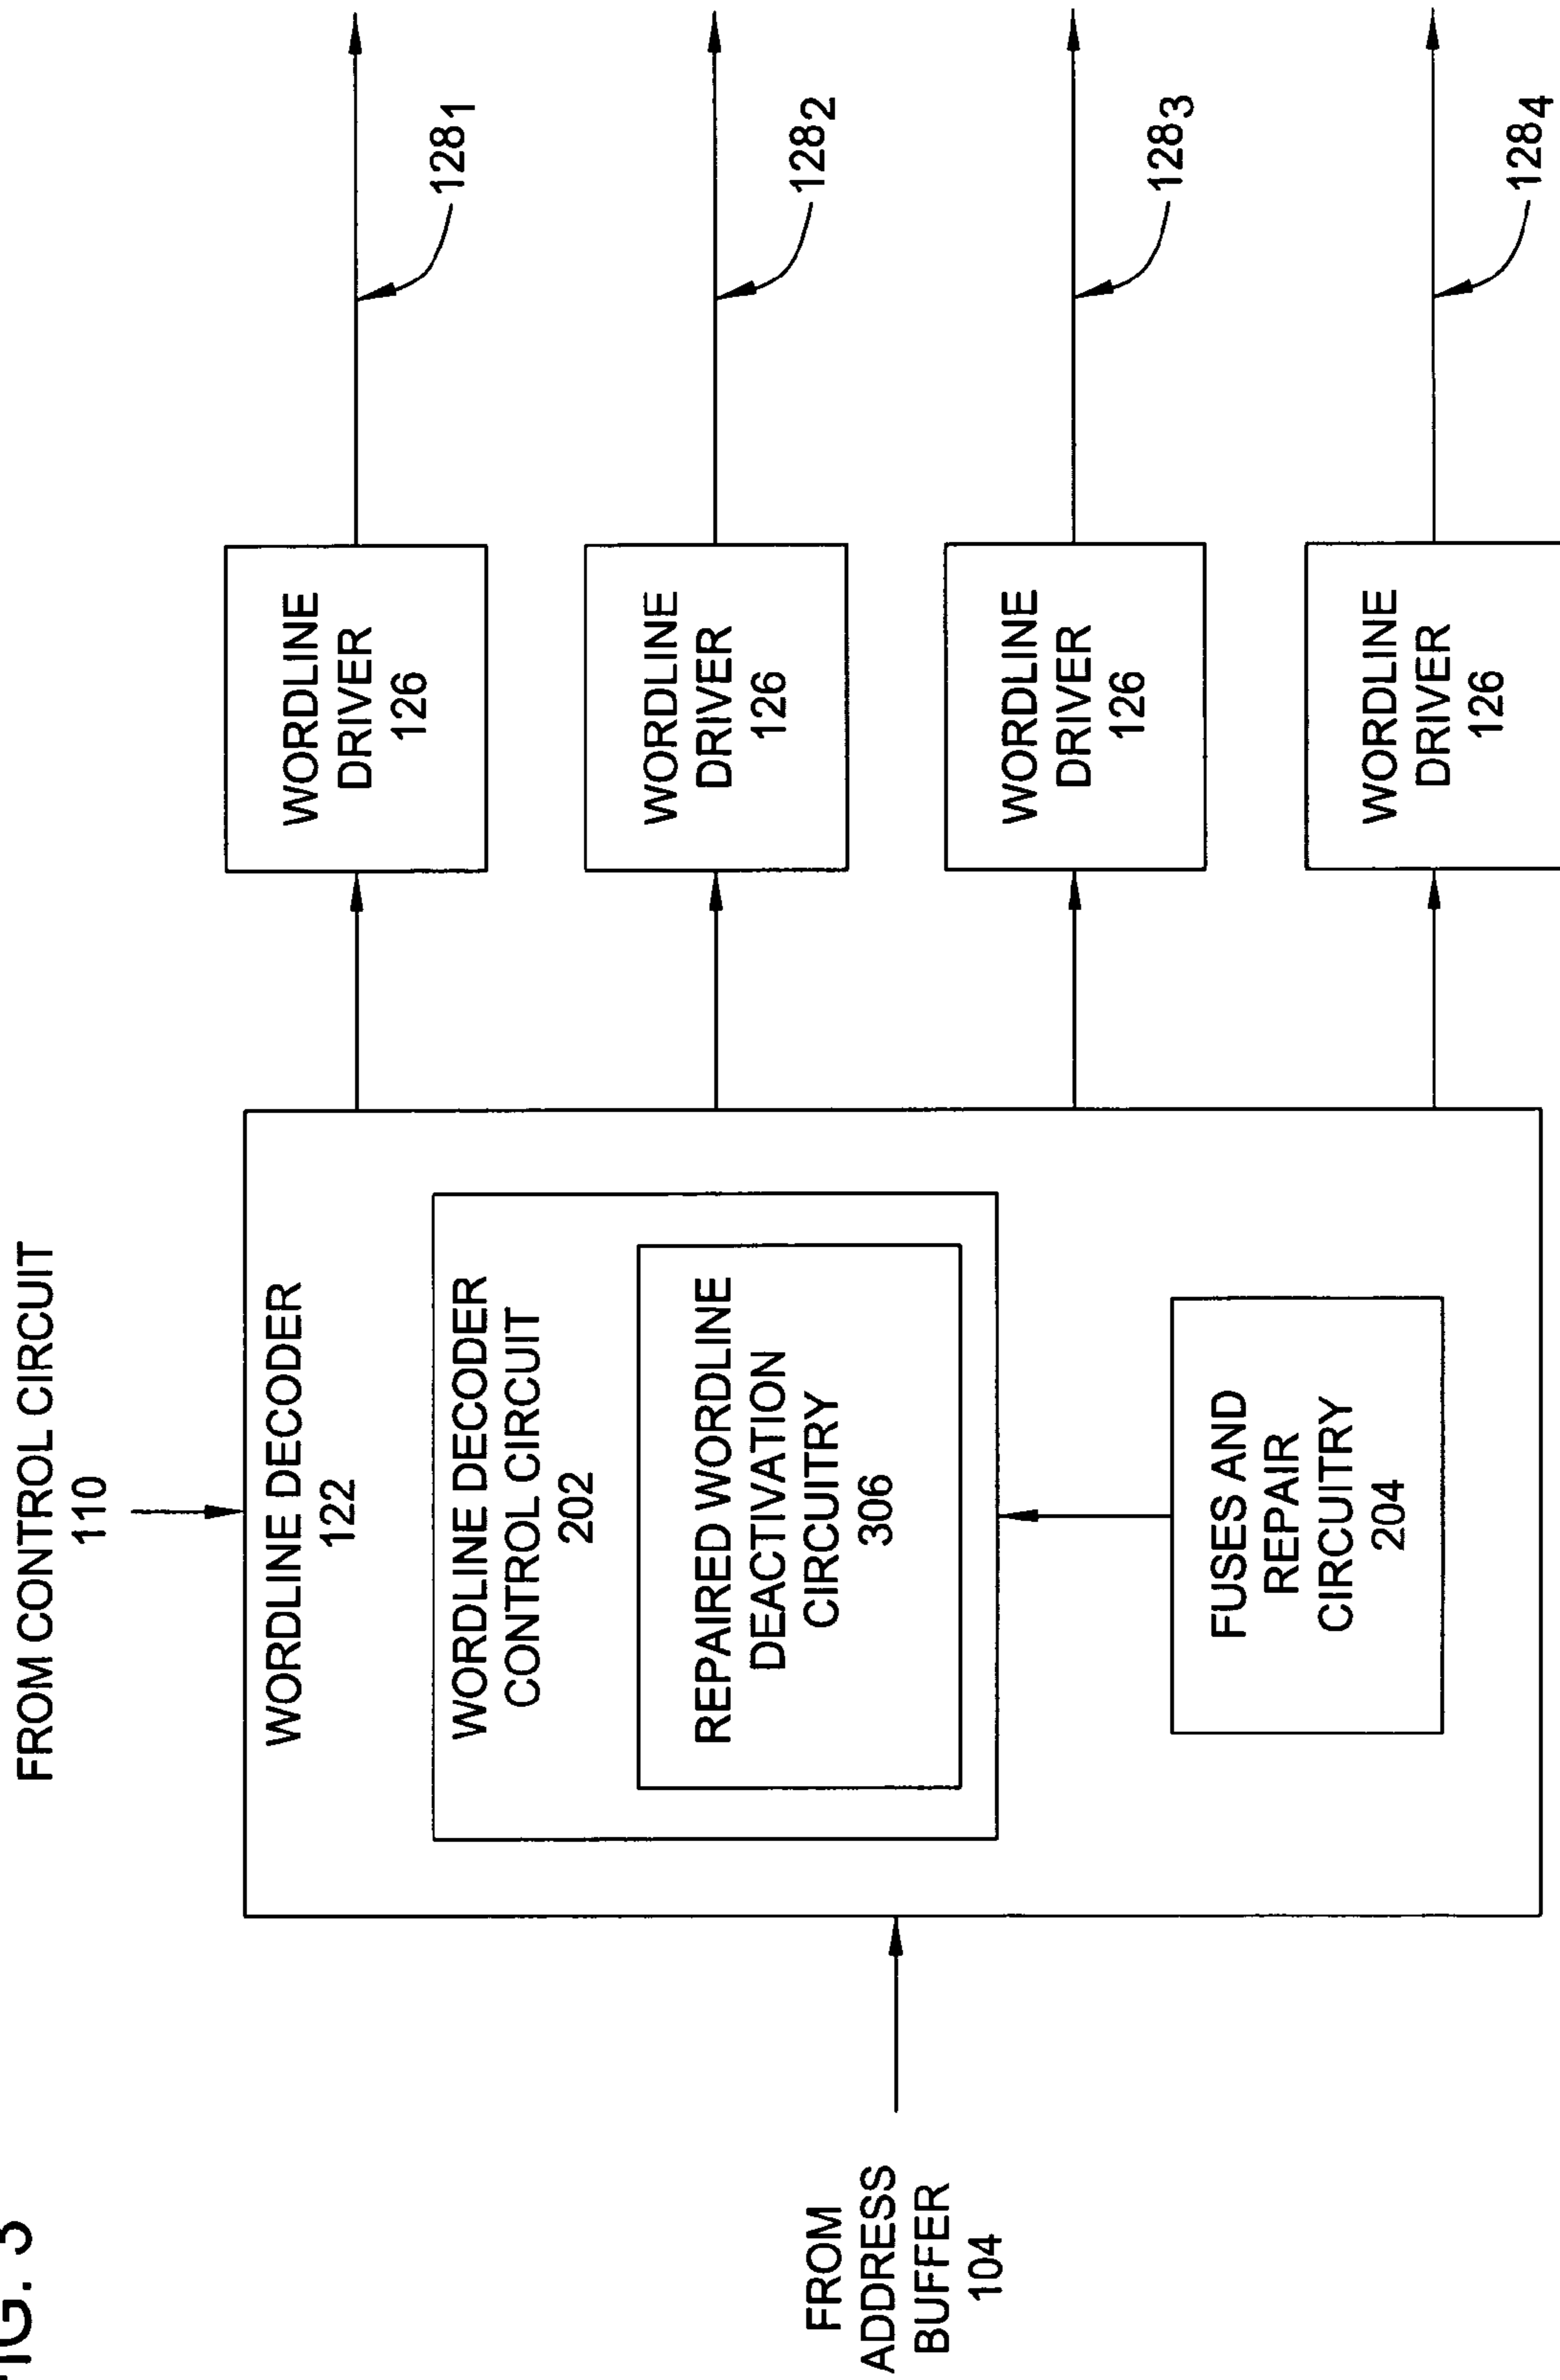 FIG. 3
FROM CONTROL CIRCUIT
110
WORDLINE DECODER
122
WORDLINE DECODER
CONTROL CIRCUIT
202
REPAIRED WORDLINE
DEACTIVATION
CIRCUITRY
306
FUSES AND
REPAIR
CIRCUITRY
204
FROM
ADDRESS
BUFFER
104
WORDLINE
DRIVER
126
128₁
WORDLINE
DRIVER
126
128₂
WORDLINE
DRIVER
126
128₃
WORDLINE
DRIVER
126
128₄